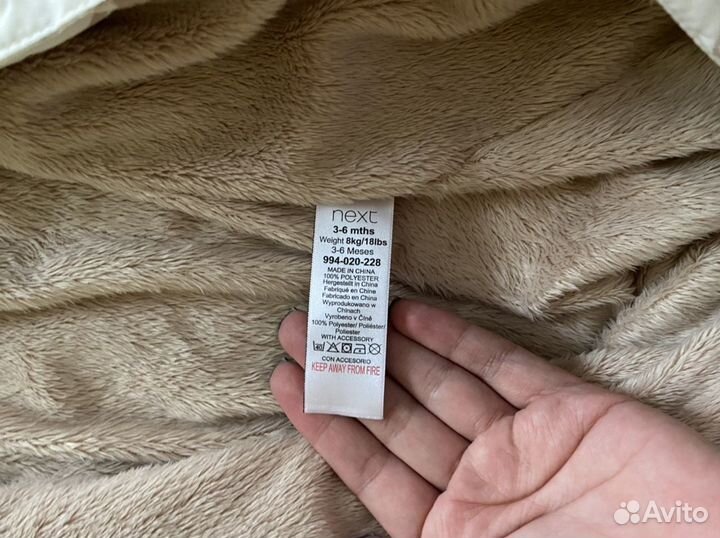 next
3-6 mths
Weight 8kg/18lbs
3-6 Meses
994-020-228
MADE IN CHINA
100% POLYESTER
Hergestellt in China
Fabriqué en Chine
Fabricado en China
Wyprodukowano w
Chinach
Vyrobeno v Číně
100% Polyester/ Poliéster/
Poliester
WITH ACCESSORY
40
CON ACCESORIO
KEEP AWAY FROM FIRE
Avito